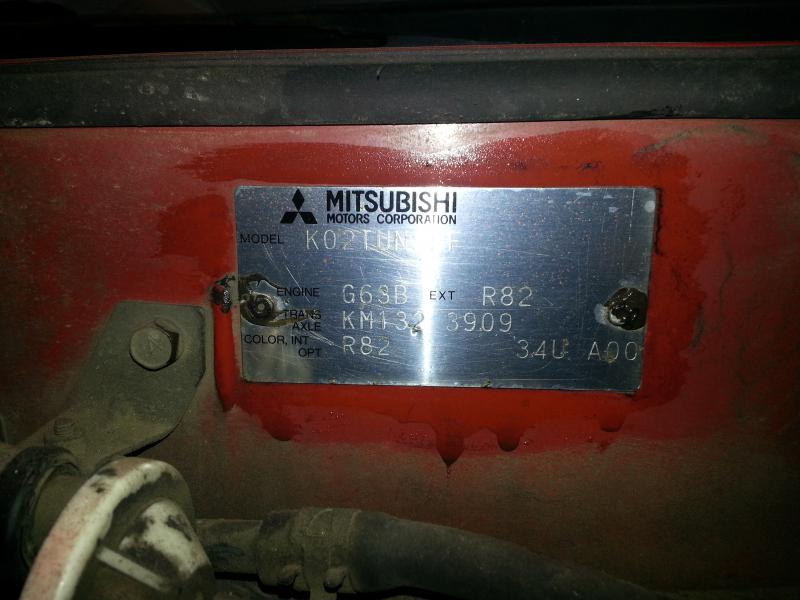 MITSUBISHI
MOTORS CORPORATION
MODEL
ENGINE G63B EXT R82
TRANS AXLE KM132 3909
COLOR, INT OPT R82 34U A00